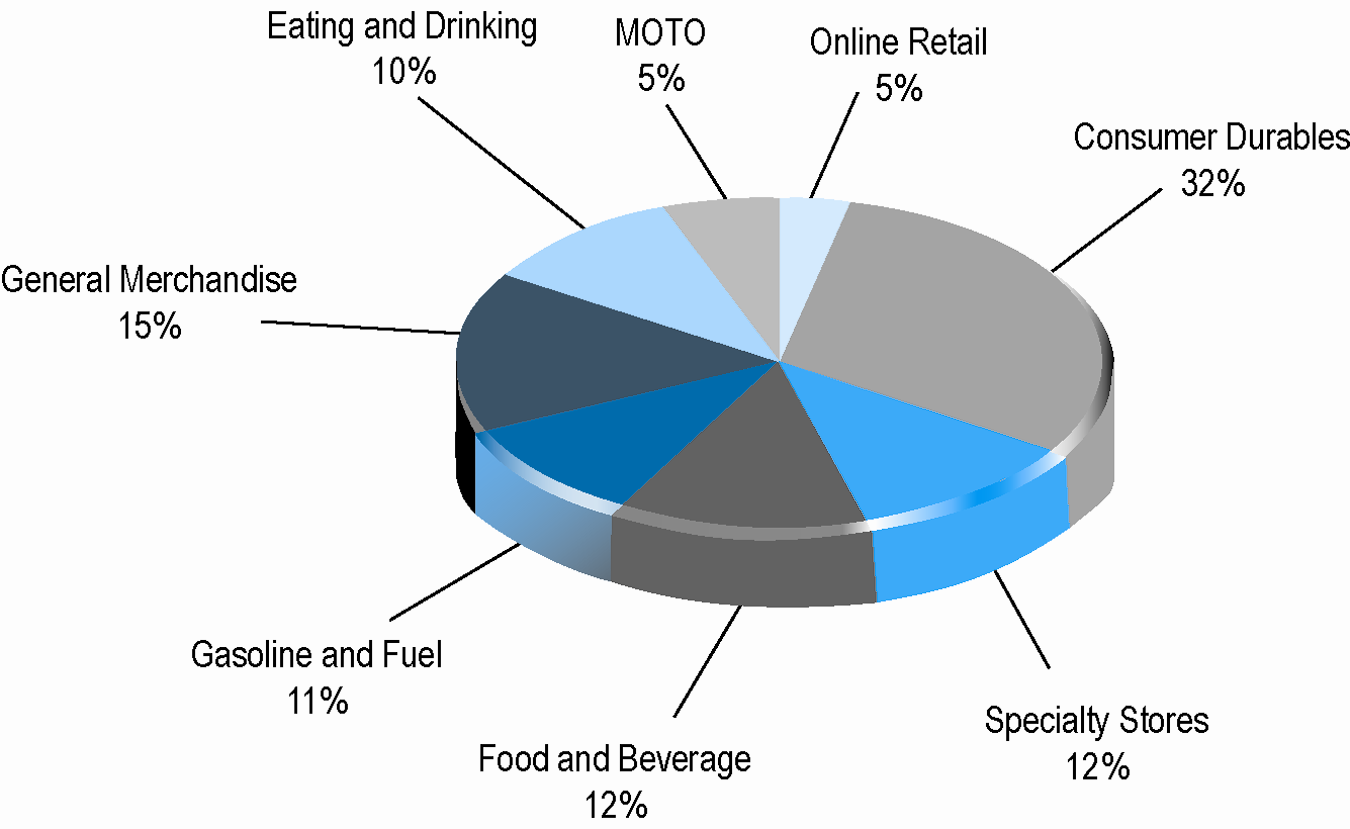 Eating and Drinking
10%
MOTO
5%
Online Retail
5%
Consumer Durables
32%
General Merchandise
15%
Gasoline and Fuel
11%
Food and Beverage
12%
Specialty Stores
12%